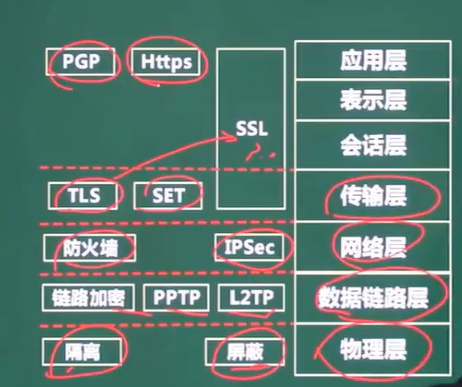 PGP Https 应用层
表示层
SSL
会话层
TLS SET 传输层
防火墙 IPSec 网络层
链路加密 PPTP L2TP 数据链路层
隔离 屏蔽 物理层